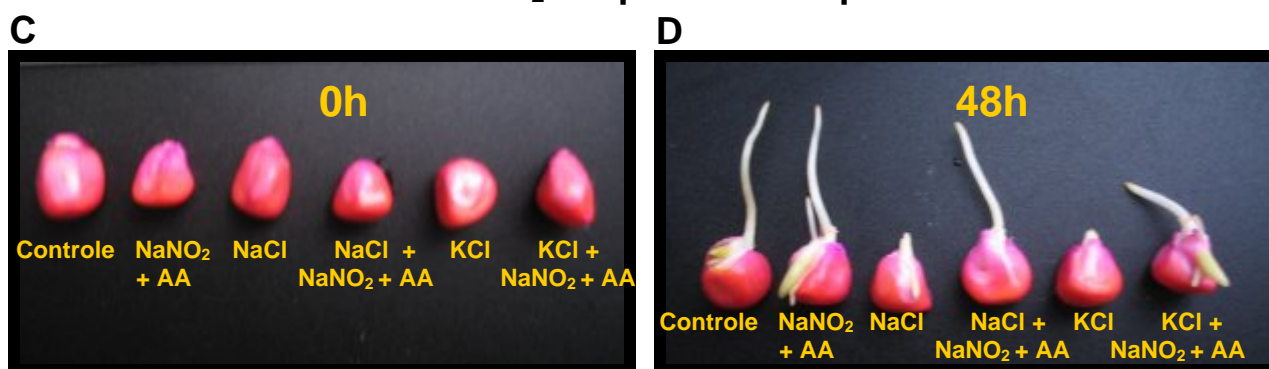 C
0h
Controle NaNO₂ NaCl NaCl + KCl KCl +
+ AA NaNO₂ + AA NaNO₂ + AA
D
48h
Controle NaNO₂ NaCl NaCl + KCl KCl +
+ AA NaNO₂ + AA NaNO₂ + AA